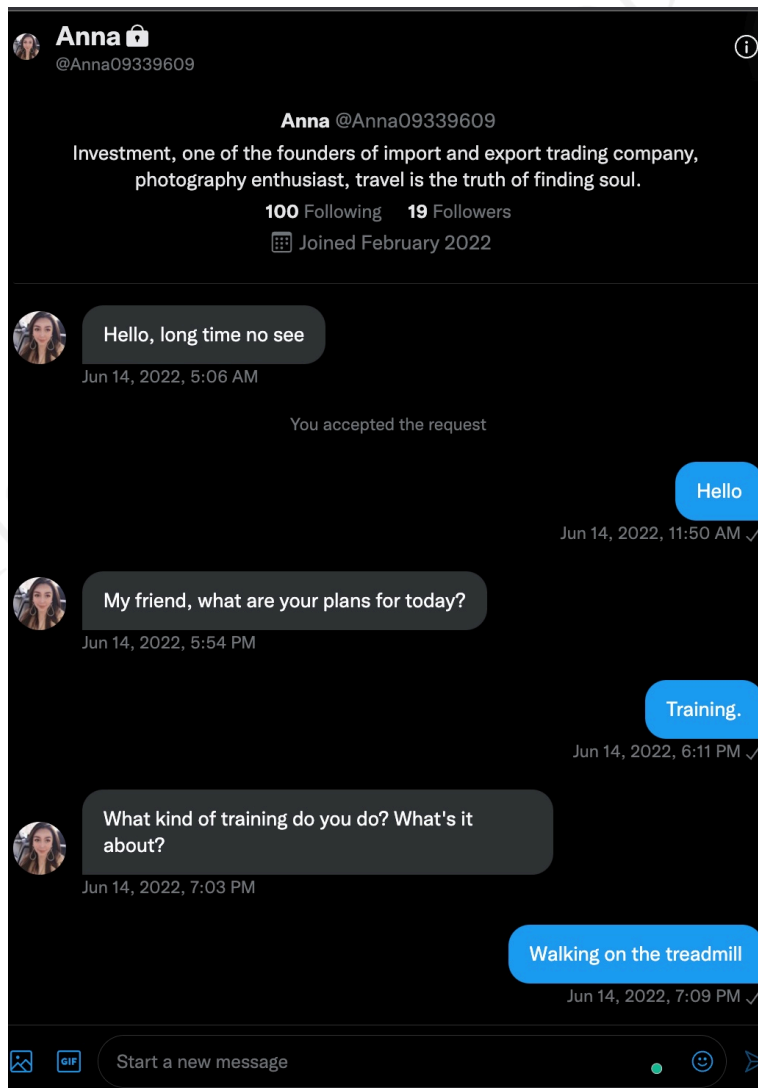 Anna
@Anna09339609
Anna @Anna09339609
Investment, one of the founders of import and export trading company,
photography enthusiast, travel is the truth of finding soul.
100 Following 19 Followers
Joined February 2022
Hello, long time no see
Jun 14, 2022, 5:06 AM
You accepted the request
Hello
Jun 14, 2022, 11:50 AM
My friend, what are your plans for today?
Jun 14, 2022, 5:54 PM
Training.
Jun 14, 2022, 6:11 PM
What kind of training do you do? What's it
about?
Jun 14, 2022, 7:03 PM
Walking on the treadmill
Jun 14, 2022, 7:09 PM
GIF Start a new message